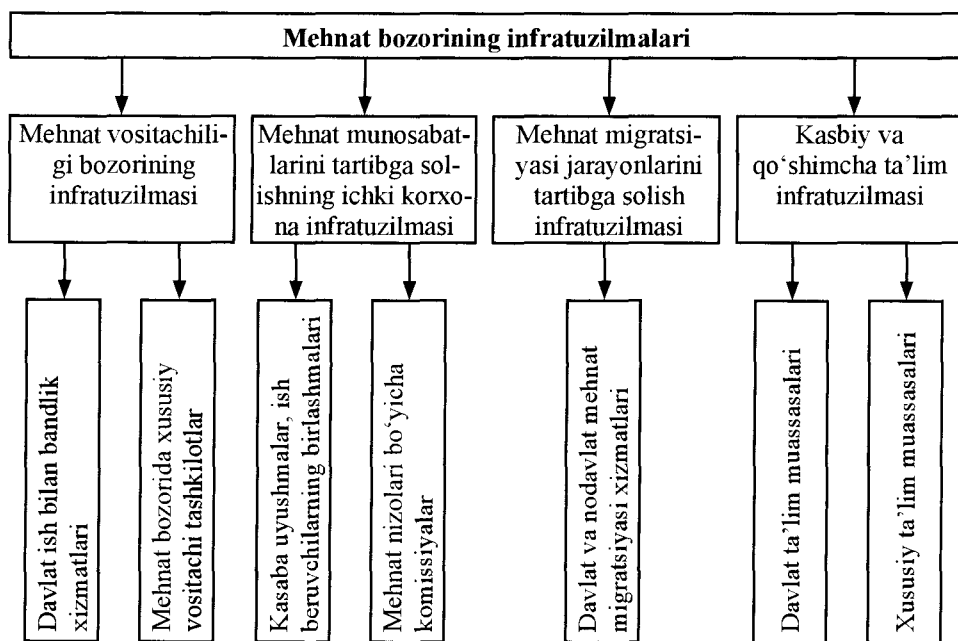 Mehnat bozorining infratuzilmalari
Mehnat vositachili-
gi bozorining
infratuzilmasi
Mehnat munosabat-
larini tartibga sol-
ishning ichki korxo-
na infratuzilmasi
Mehnat migratsi-
yasi jarayonlarini
tartibga solish
infratuzilmasi
Kasbiy va
qo‘shimcha ta’lim
infratuzilmasi
Davlat ish bilan bandlik
xizmatlari
Mehnat bozorida xususiy
vositachi tashkilotlar
Kasaba uyushmalar, ish
beruvchilarning birlashmalari
Mehnat nizolari bo‘yicha
komissiyalar
Davlat va nodavlat mehnat
migratsiyasi xizmatlari
Davlat ta’lim muassasalari
Xususiy ta’lim muassasalari